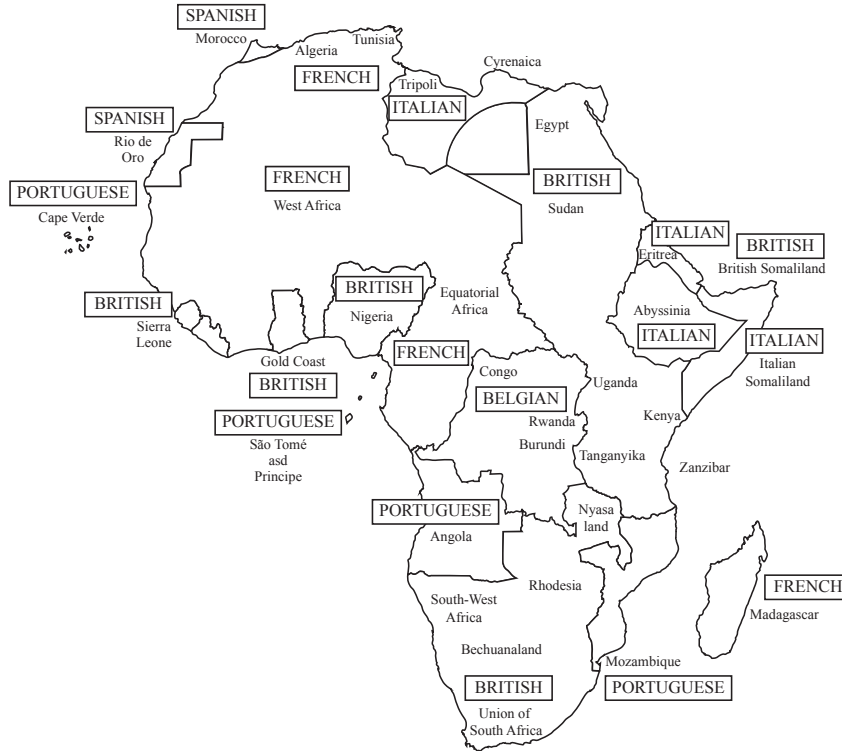 SPANISH
Morocco
Algeria
Tunisia
FRENCH
Cyrenaica
Tripoli
ITALIAN
SPANISH
Rio de
Oro
Egypt
PORTUGUESE
Cape Verde
FRENCH
West Africa
BRITISH
Sudan
ITALIAN
Eritrea
BRITISH
British Somaliland
BRITISH
Sierra
Leone
BRITISH
Nigeria
Equatorial
Africa
Abyssinia
ITALIAN
ITALIAN
Italian
Somaliland
Gold Coast
BRITISH
FRENCH
Congo
BELGIAN
Rwanda
Burundi
Uganda
Kenya
PORTUGUESE
São Tomé
asd
Principe
Tanganyika
Zanzibar
PORTUGUESE
Angola
Nyasa
land
Rhodesia
FRENCH
Madagascar
South-West
Africa
Bechuanaland
Mozambique
PORTUGUESE
BRITISH
Union of
South Africa